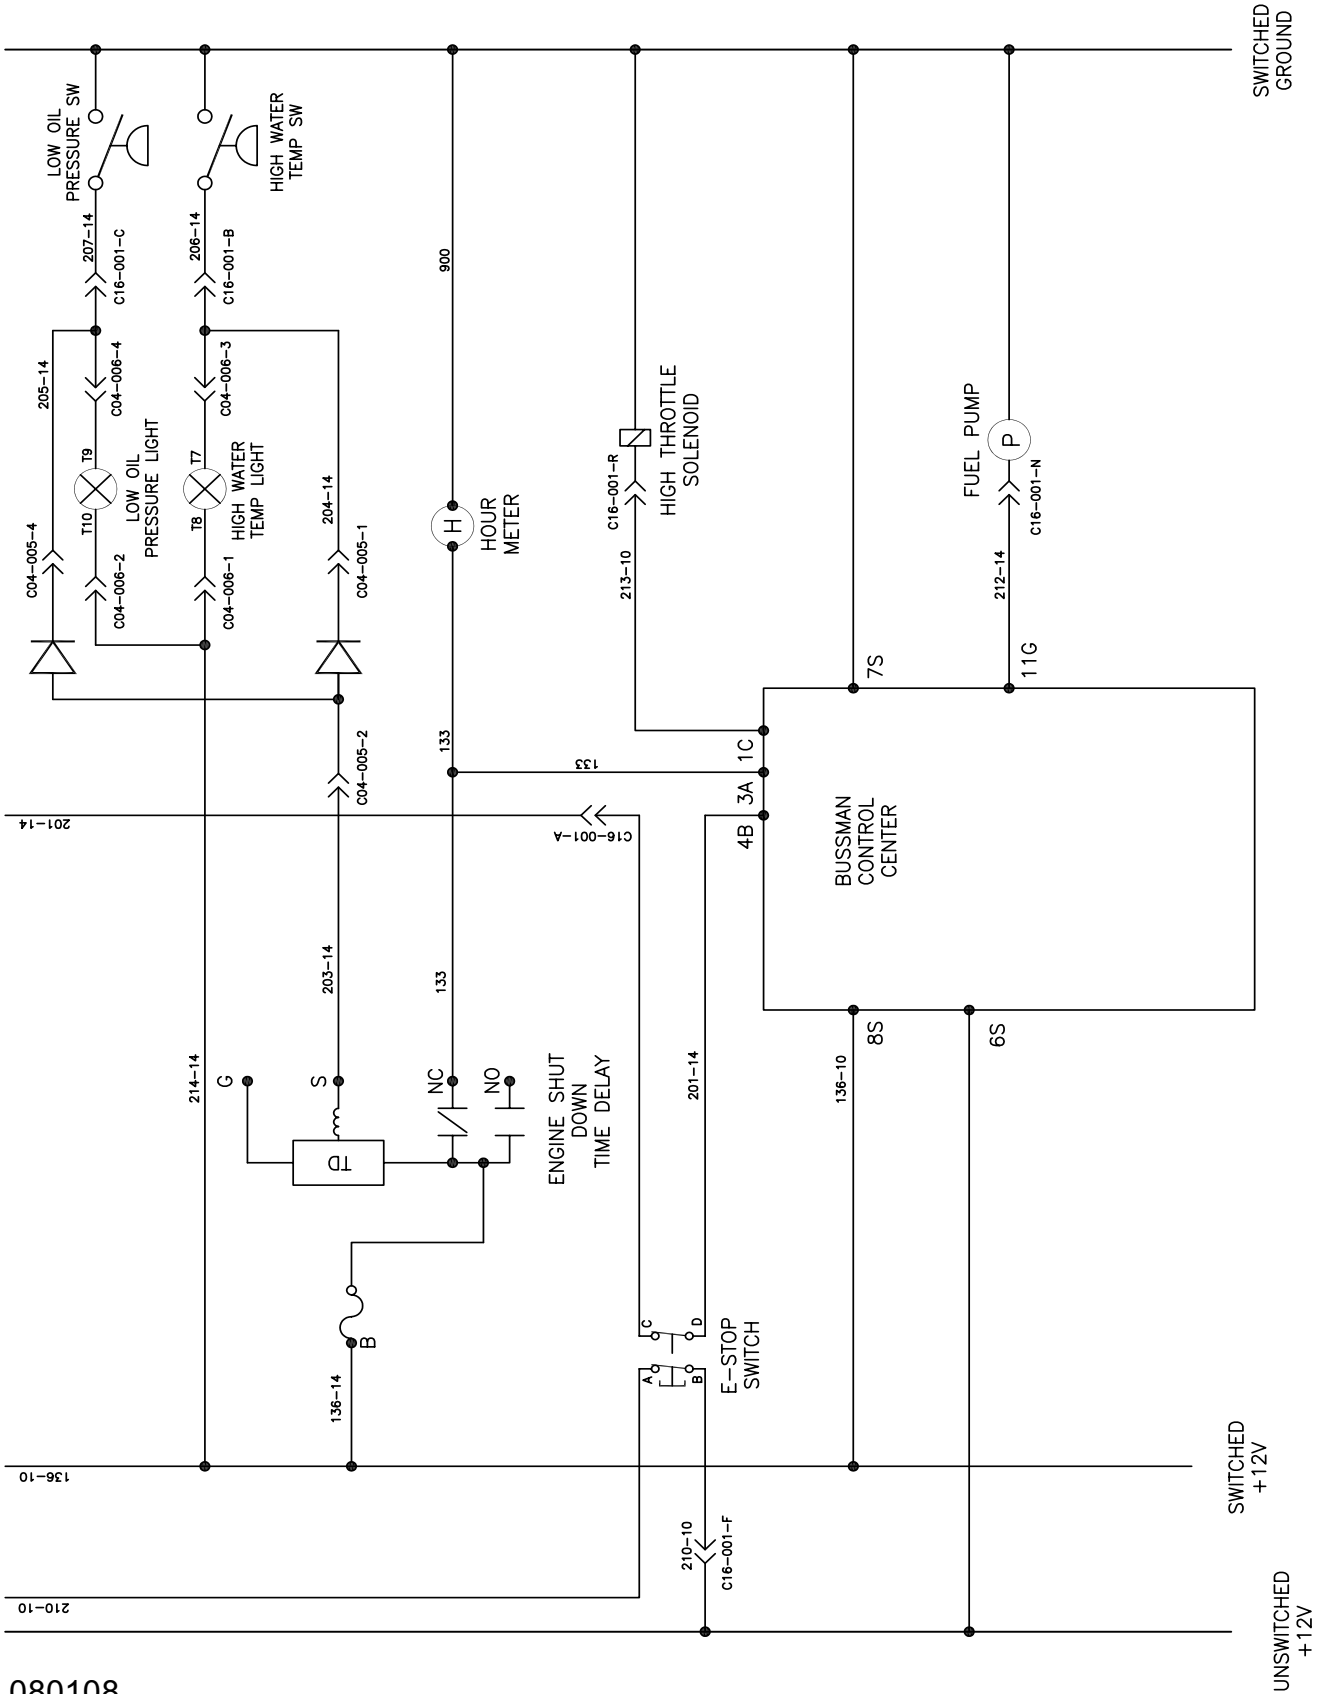 SWITCHED
GROUND
LOW OIL
PRESSURE SW
HIGH WATER
TEMP SW
207-14
C16-001-C
206-14
C16-001-B
900
205-14
C04-006-4
C04-006-3
T9
T7
LOW OIL
PRESSURE LIGHT
HIGH WATER
TEMP LIGHT
T10
T8
C04-005-4
C04-006-2
C04-006-1
204-14
C04-005-1
H
HOUR
METER
C16-001-R
HIGH THROTTLE
SOLENOID
213-10
FUEL PUMP
P
C16-001-N
212-14
7S
11G
C04-005-2
133
133
1C
3A
4B
201-14
C16-001-A
BUSSMAN
CONTROL
CENTER
203-14
133
8S
6S
214-14
G
S
NC
NO
TD
ENGINE SHUT
DOWN
TIME DELAY
201-14
136-10
B
136-14
C
D
A
B
E-STOP
SWITCH
136-10
SWITCHED
+12V
210-10
C16-001-F
210-10
UNSWITCHED
+12V
080108